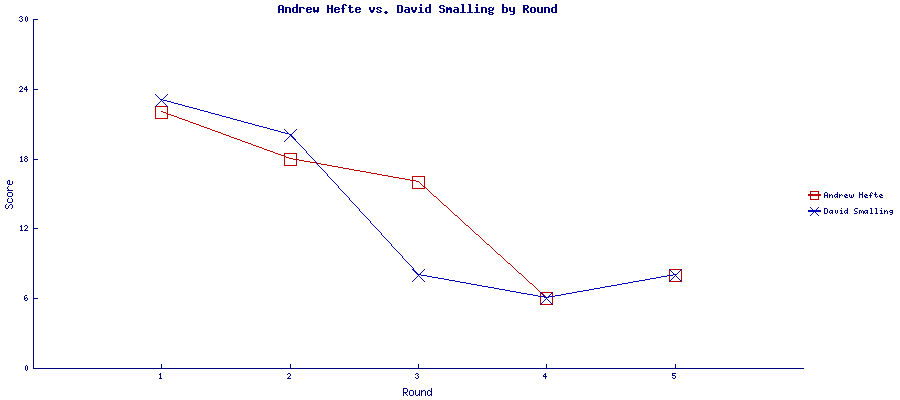 Andrew Hefte vs. David Smalling by Round
30
24
18
12
6
0
Score
1 2 3 4 5
Round
Andrew Hefte
David Smalling